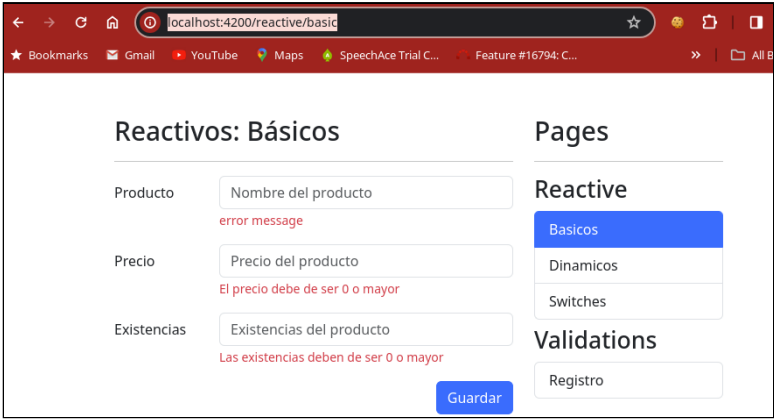 localhost:4200/reactive/basic
Bookmarks Gmail YouTube Maps SpeechAce Trial C... Feature #16794: C... » All B
Reactivos: Básicos
Producto
Nombre del producto
error message
Precio
Precio del producto
El precio debe de ser 0 o mayor
Existencias
Existencias del producto
Las existencias deben de ser 0 o mayor
Guardar
Pages
Reactive
Basicos
Dinamicos
Switches
Validations
Registro